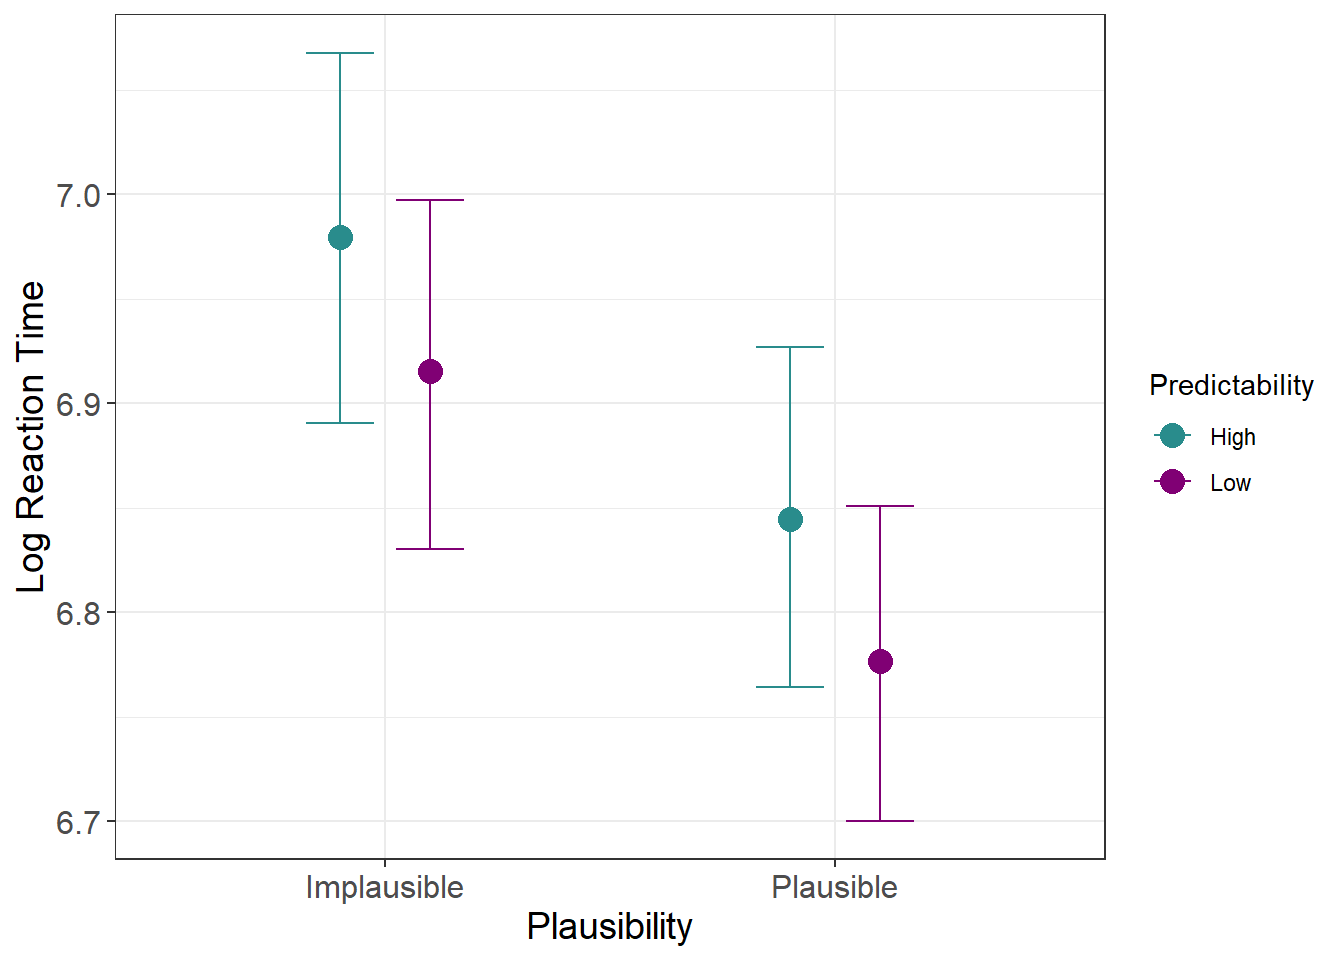 Log Reaction Time
7.0
6.9
6.8
6.7
Implausible
Plausible
Plausibility
Predictability
High
Low